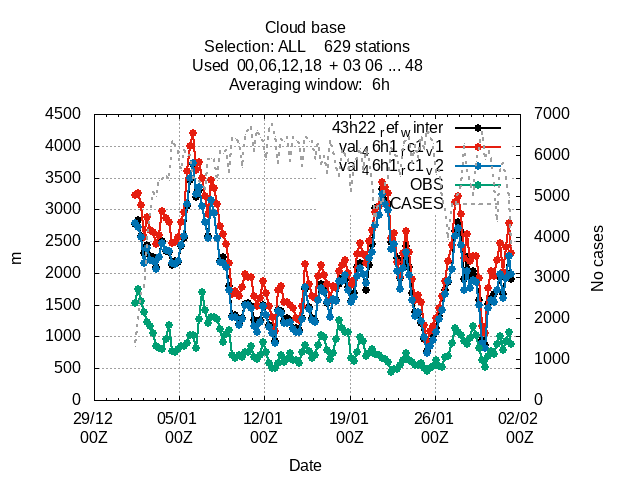 Cloud base
Selection: ALL 629 stations
Used 00,06,12,18 + 03 06 ... 48
Averaging window: 6h
4500 7000
43h22_ref_winter
4000 6000
val_46h1_rc1_v1
val_46h1_rc1_v2
3500
OBS
5000
CASES
3000
2500 4000
m No cases
2000 3000
1500
2000
1000
1000
500
0 0
29/12 05/01 12/01 19/01 26/01 02/02
00Z 00Z 00Z 00Z 00Z 00Z
Date